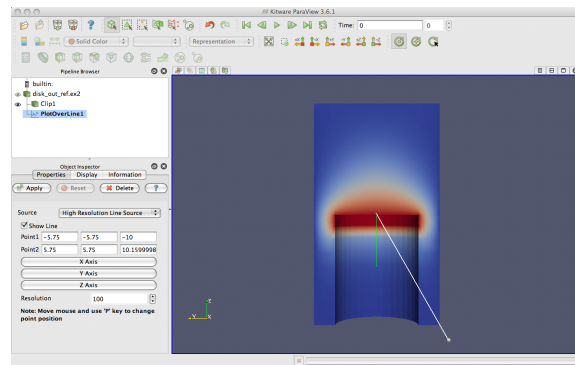 Kitware ParaView 3.6.1
Time: 0
0
Solid Color
Representation
Pipeline Browser
builtin:
disk_out_ref.ex2
Clip1
PlotOverLine1
Object Inspector
Properties Display Information
Apply Reset Delete ?
Source High Resolution Line Source
Show Line
Point1 -5.75 -5.75 -10
Point2 5.75 5.75 10.1599998
X Axis
Y Axis
Z Axis
Resolution 100
Note: Move mouse and use 'P' key to change
point position
Z
Y X